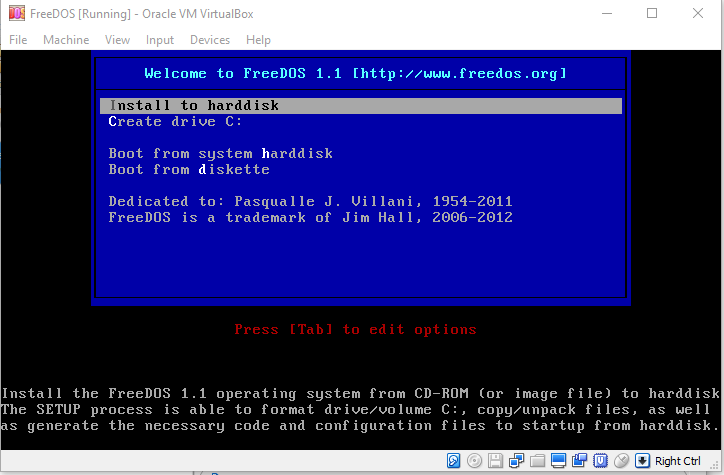 FreeDOS [Running] - Oracle VM VirtualBox
File Machine View Input Devices Help
Welcome to FreeDOS 1.1 [http://www.freedos.org]
Install to harddisk
Create drive C:
Boot from system harddisk
Boot from diskette
Dedicated to: Pasqualle J. Villani, 1954-2011
FreeDOS is a trademark of Jim Hall, 2006-2012
Press [Tab] to edit options
Install the FreeDOS 1.1 operating system from CD-ROM (or image file) to harddisk
The SETUP process is able to format drive/volume C:, copy/unpack files, as well
as generate the necessary code and configuration files to startup from harddisk.
Right Ctrl